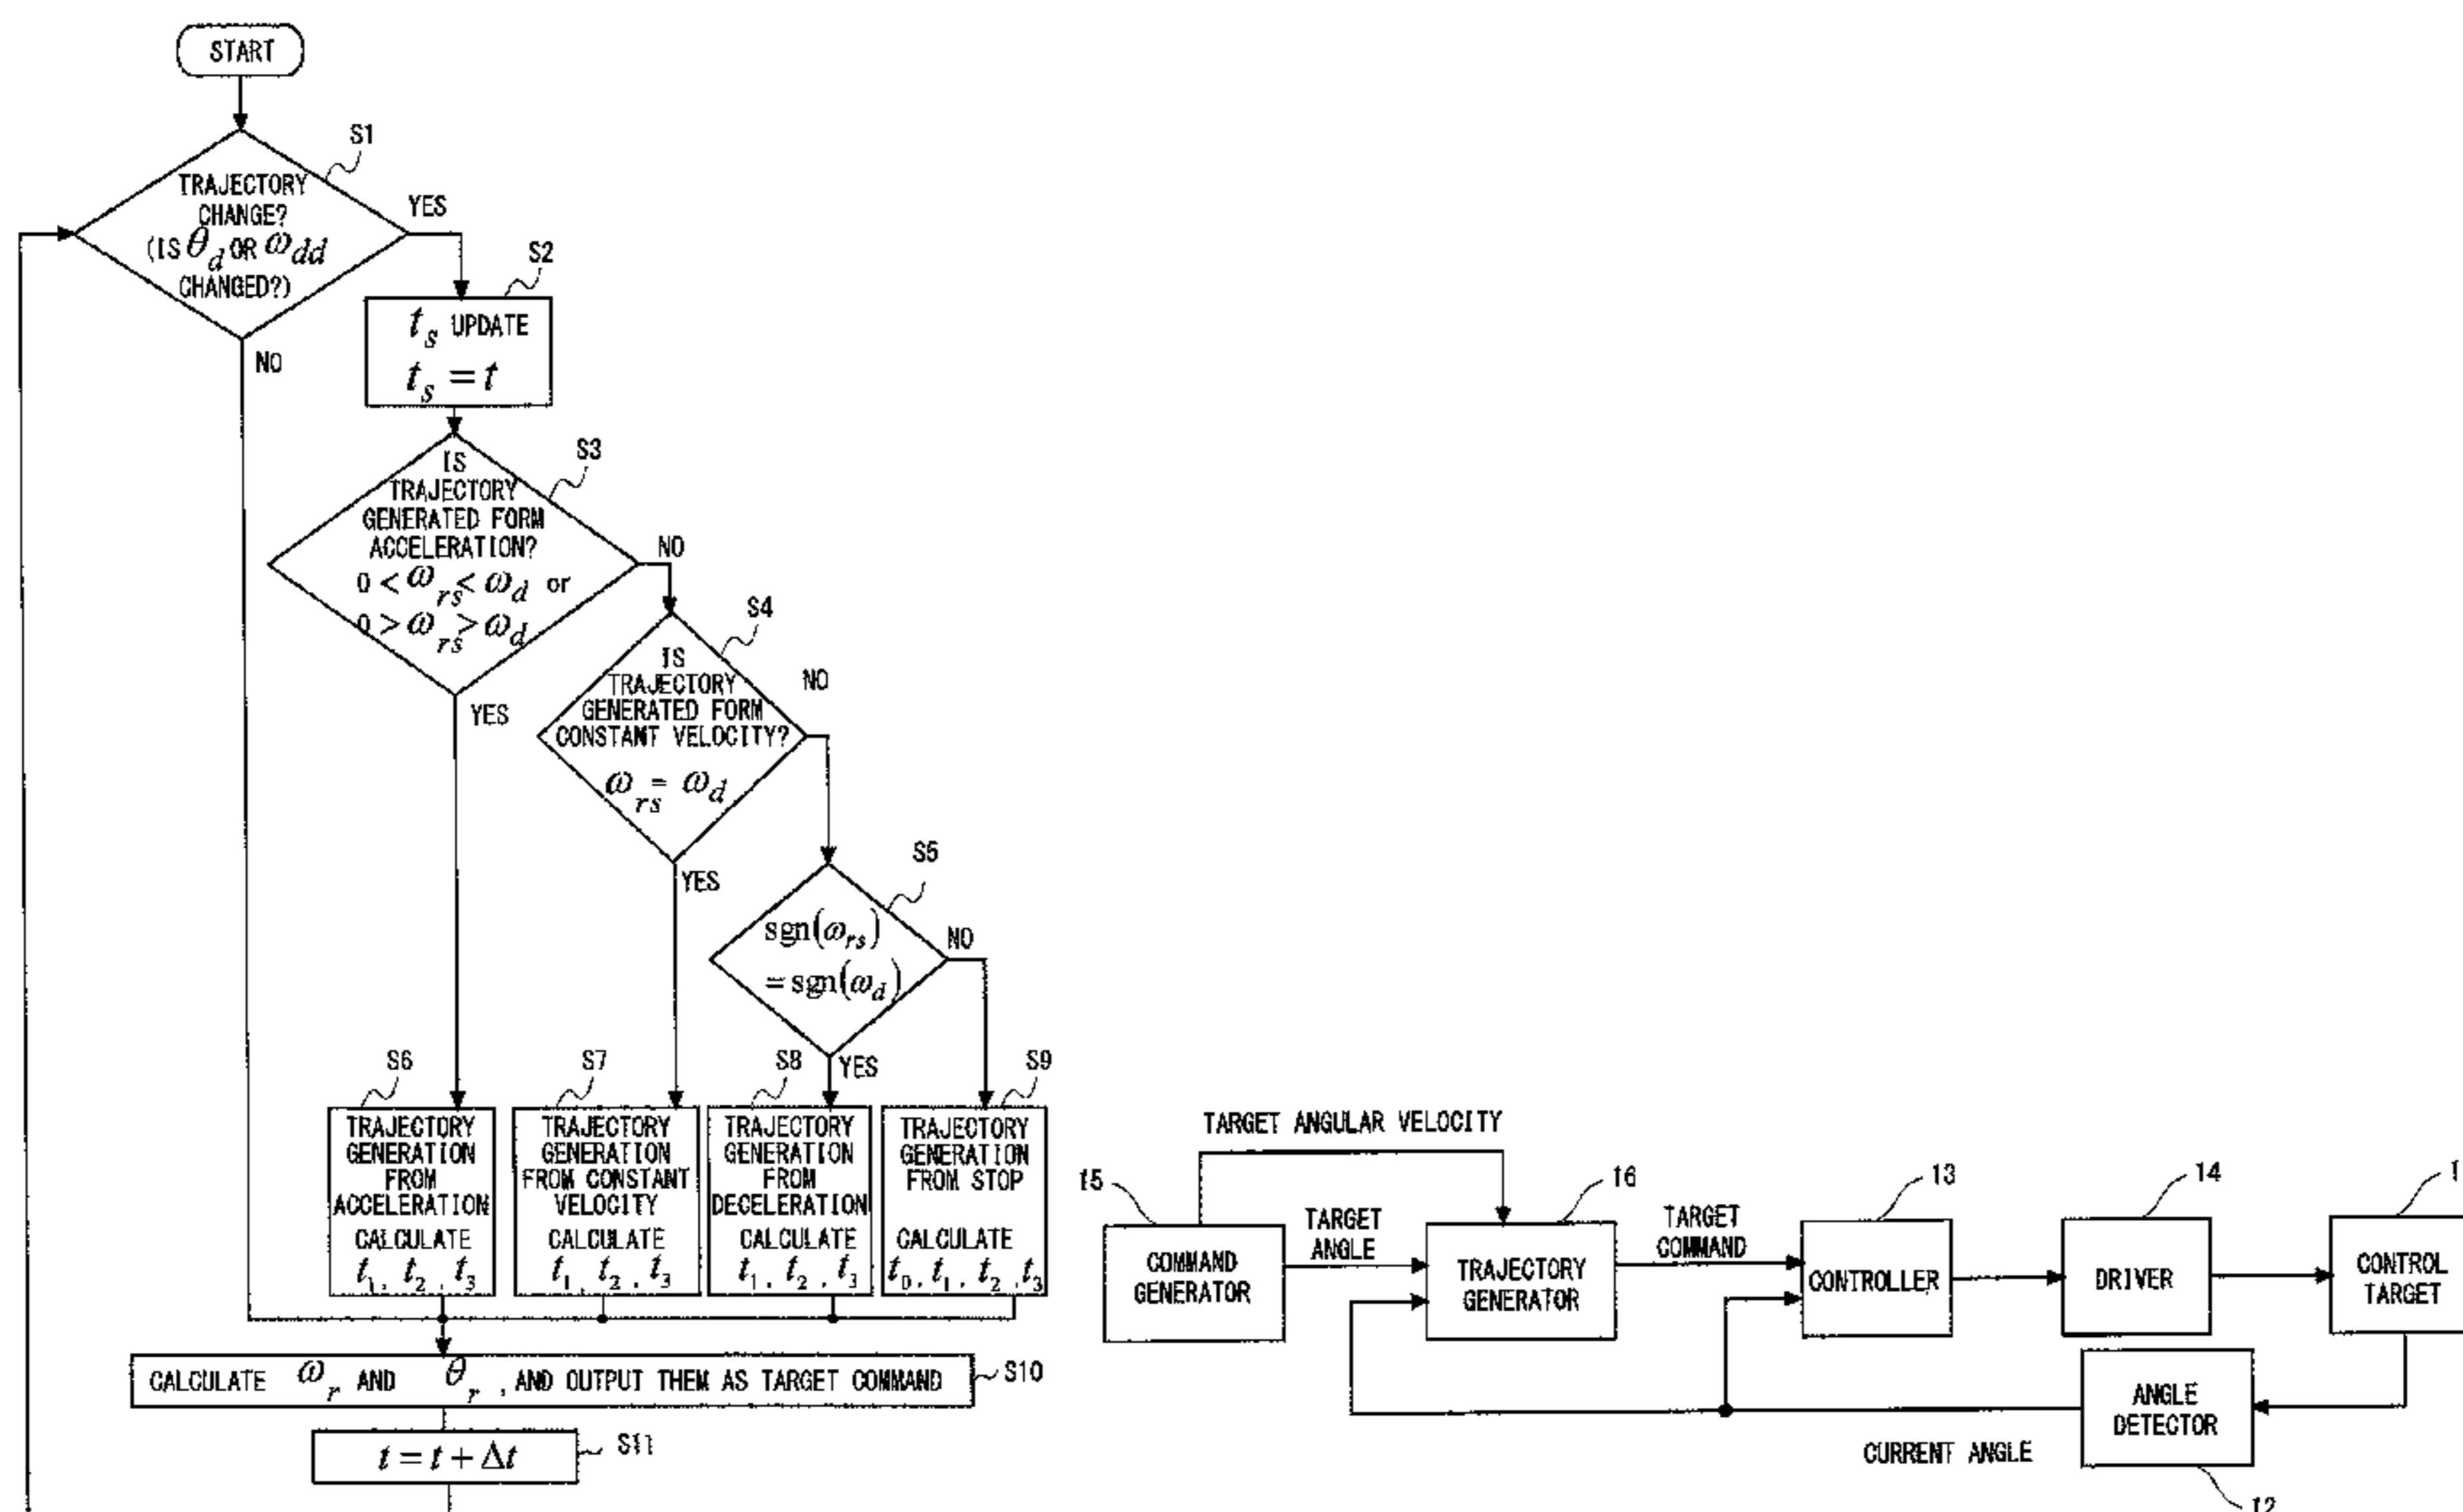 START
S1
TRAJECTORY
CHANGE?
(IS θd OR ωdd
CHANGED?)
YES
NO
S2
ts UPDATE
ts = t
S3
IS
TRAJECTORY
GENERATED FORM
ACCELERATION?
0 < ωrs < ωd or
0 > ωrs > ωd
NO
YES
S4
IS
TRAJECTORY
GENERATED FORM
CONSTANT VELOCITY?
ωrs = ωd
NO
YES
S5
sgn(ωrs)
= sgn(ωd)
NO
YES
S6
TRAJECTORY
GENERATION
FROM
ACCELERATION
CALCULATE
t1, t2, t3
S7
TRAJECTORY
GENERATION
FROM CONSTANT
VELOCITY
CALCULATE
t1, t2, t3
S8
TRAJECTORY
GENERATION
FROM
DECELERATION
CALCULATE
t1, t2, t3
S9
TRAJECTORY
GENERATION
FROM STOP
CALCULATE
t0, t1, t2, t3
CALCULATE ωr AND θr, AND OUTPUT THEM AS TARGET COMMAND
S10
t = t + Δt
S11
TARGET ANGULAR VELOCITY
15
COMMAND
GENERATOR
TARGET
ANGLE
16
TRAJECTORY
GENERATOR
TARGET
COMMAND
13
CONTROLLER
14
DRIVER
CONTROL
TARGET
ANGLE
DETECTOR
12
CURRENT ANGLE